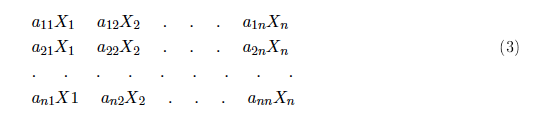 a₁₁X₁ a₁₂X₂ . . . a₁ₙXₙ
a₂₁X₁ a₂₂X₂ . . . a₂ₙXₙ (3)
. . . . . . . . .
aₙ₁X1 aₙ₂X₂ . . . aₙₙXₙ